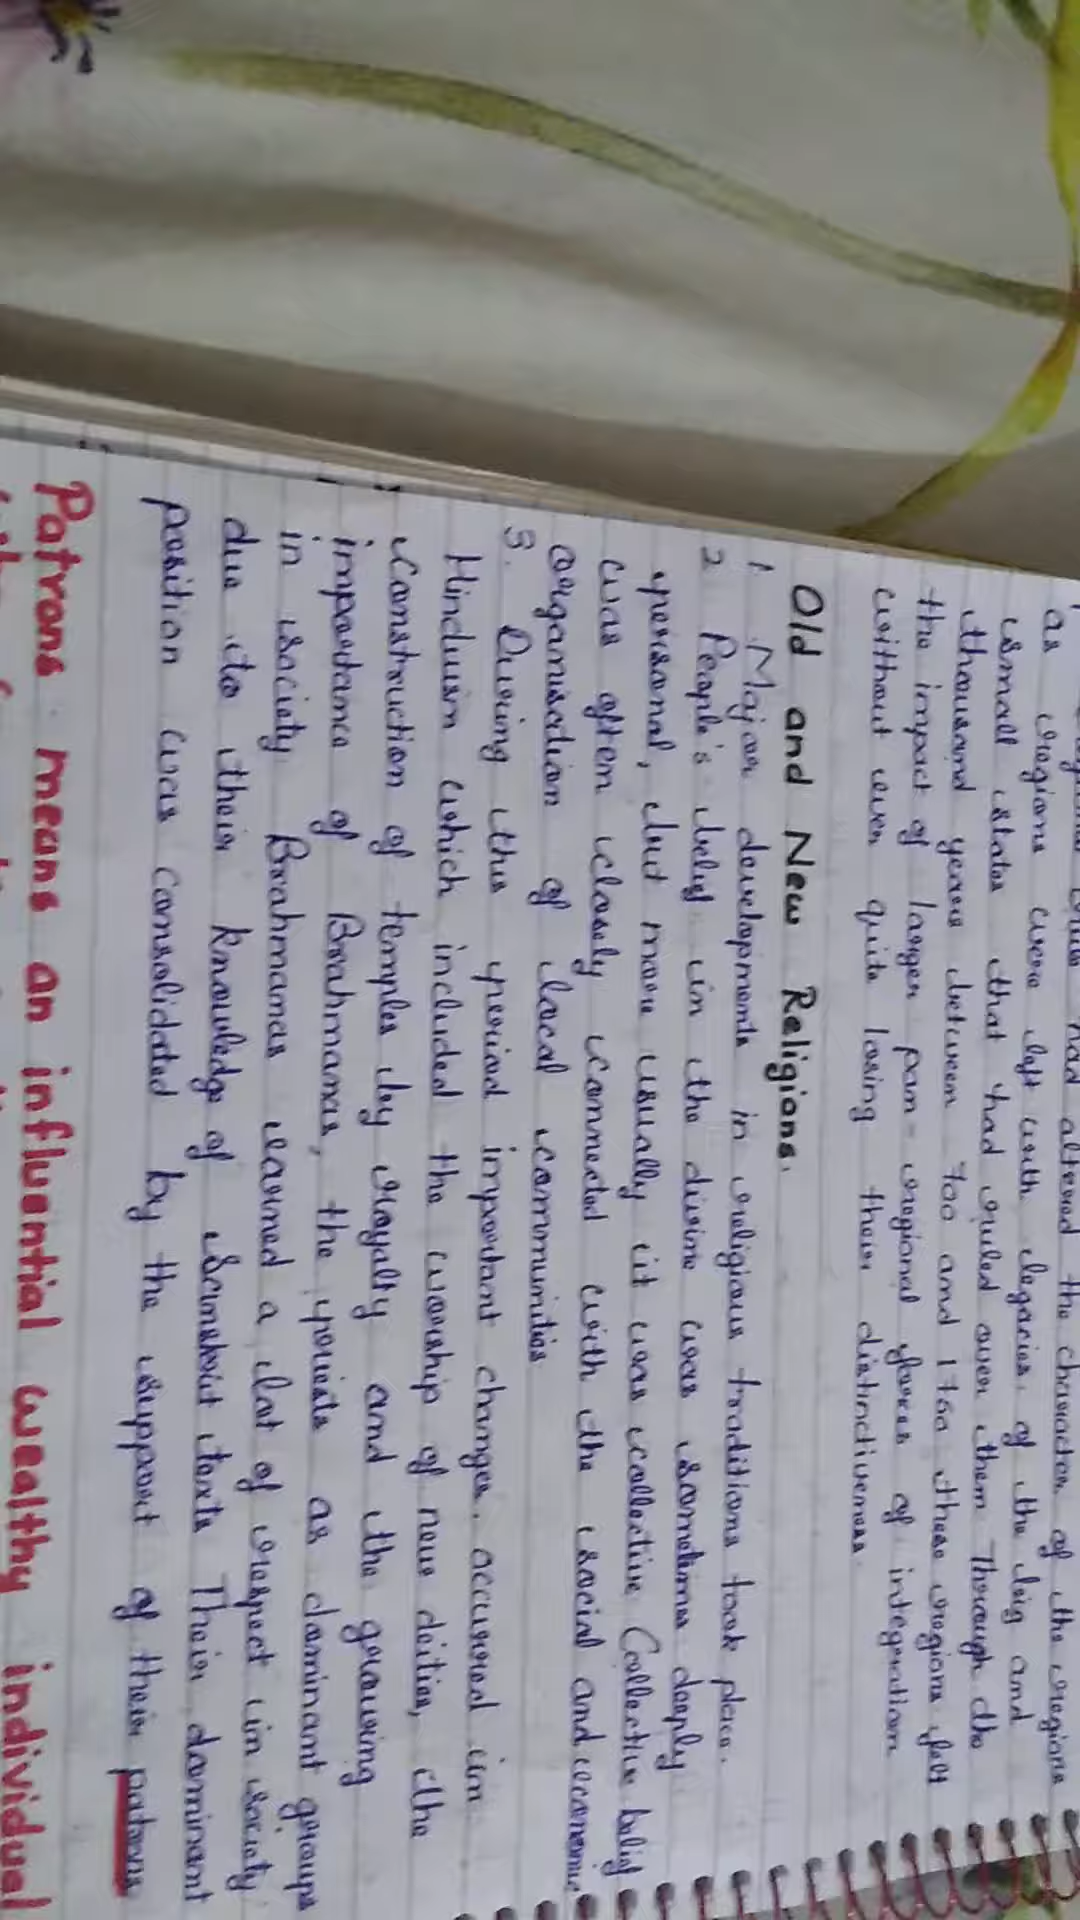 had altered the character of the regions
as regions were left with legacies of the big and
small states that had ruled over them Through the
thousand years between 700 and 1750 these regions felt
the impact of larger pan-regional forces of integration
without ever quite losing their distinctiveness.
Old and New Religions.
1. Major developments in religious traditions took place.
2 People's belief in the divine was sometimes deeply
personal, but more usually it was collective Collective belief
was often closely connected with the social and economic
organisation of local communities
3. During this period important changes occured in
Hinduism which included the worship of new deities, the
construction of temples by royalty and the growing
importance of Brahmanas, the priests as dominant groups
in society Brahmanas earned a lot of respect in society
due to their knowledge of Sanskrit texts Their dominant
position was consolidated by the support of their patrons
Patrons means an influential wealthy individual